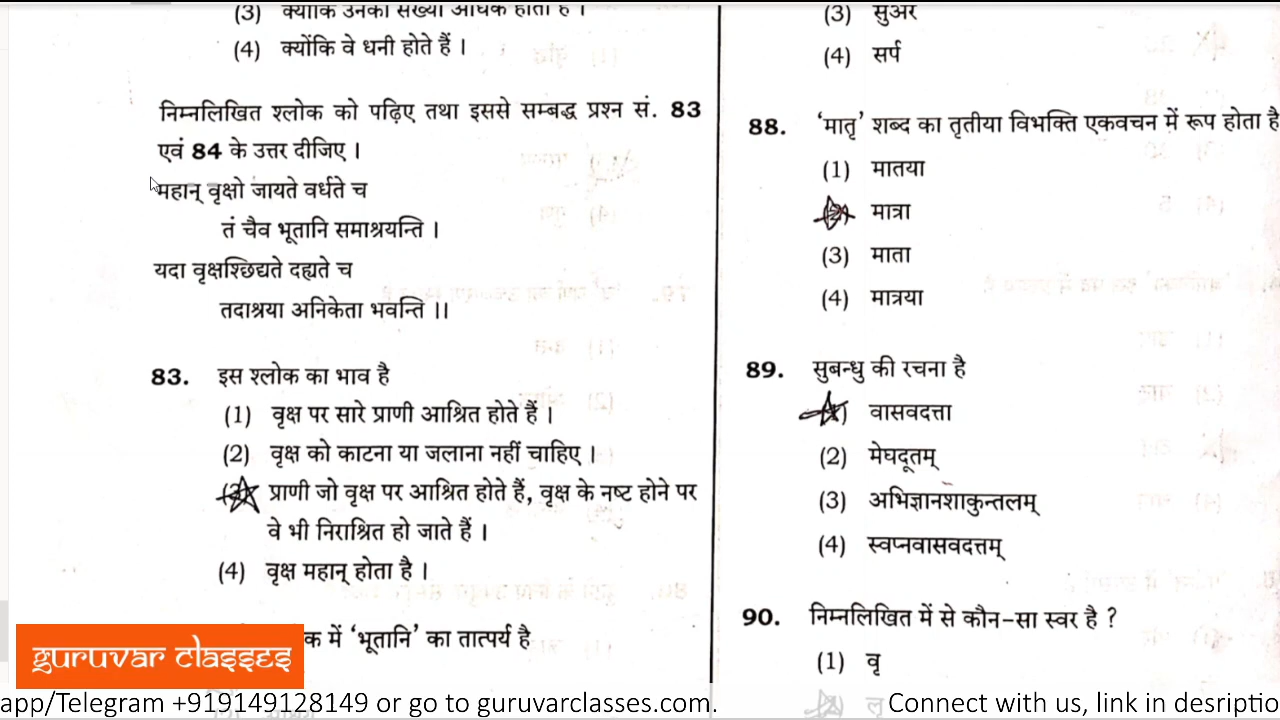 (3) क्योंकि उनकी संख्या अधिक होती है ।
(4) क्योंकि वे धनी होते हैं ।
निम्नलिखित श्लोक को पढ़िए तथा इससे सम्बद्ध प्रश्न सं. 83
एवं 84 के उत्तर दीजिए ।
महान् वृक्षो जायते वर्धते च
तं चैव भूतानि समाश्रयन्ति ।
यदा वृक्षश्छिद्यते दह्यते च
तदाश्रया अनिकेता भवन्ति ।।
83. इस श्लोक का भाव है
(1) वृक्ष पर सारे प्राणी आश्रित होते हैं ।
(2) वृक्ष को काटना या जलाना नहीं चाहिए ।
(3) प्राणी जो वृक्ष पर आश्रित होते हैं, वृक्ष के नष्ट होने पर
वे भी निराश्रित हो जाते हैं ।
(4) वृक्ष महान् होता है ।
में 'भूतानि' का तात्पर्य है
(3) सुअर
(4) सर्प
88. 'मातृ' शब्द का तृतीया विभक्ति एकवचन में रूप होता है
(1) मातया
(2) मात्रा
(3) माता
(4) मात्रया
89. सुबन्धु की रचना है
(1) वासवदत्ता
(2) मेघदूतम्
(3) अभिज्ञानशाकुन्तलम्
(4) स्वप्नवासवदत्तम्
90. निम्नलिखित में से कौन-सा स्वर है ?
(1) वृ
guruvar classes
app/Telegram +919149128149 or go to guruvarclasses.com.
Connect with us, link in desriptio